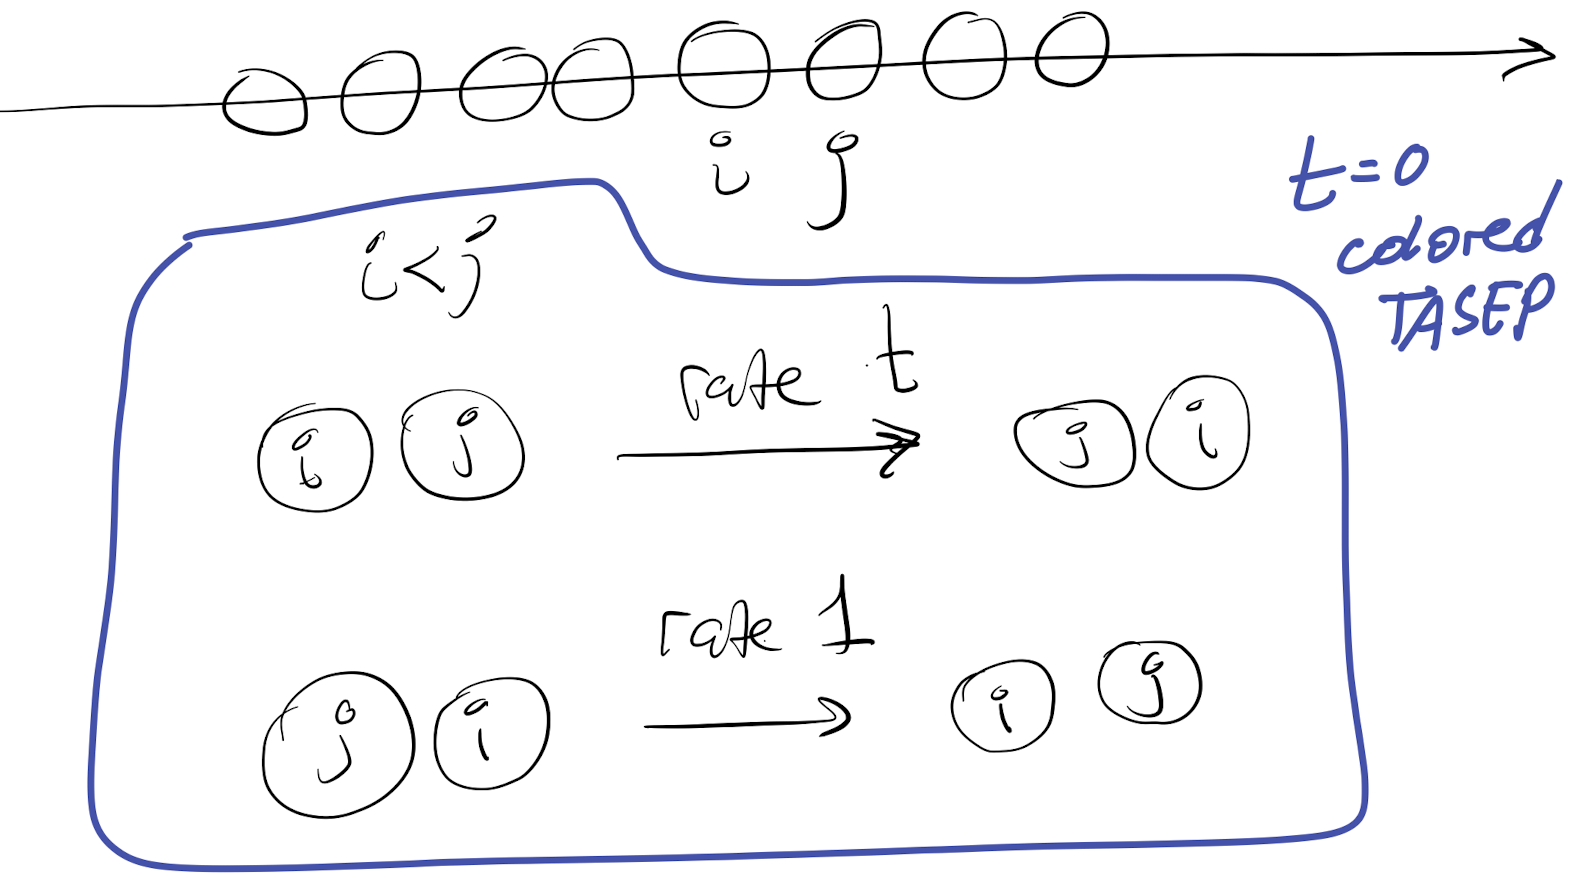 i j
t=0
colored
TASEP
i<j
i j rate t j i
j i rate 1 i j